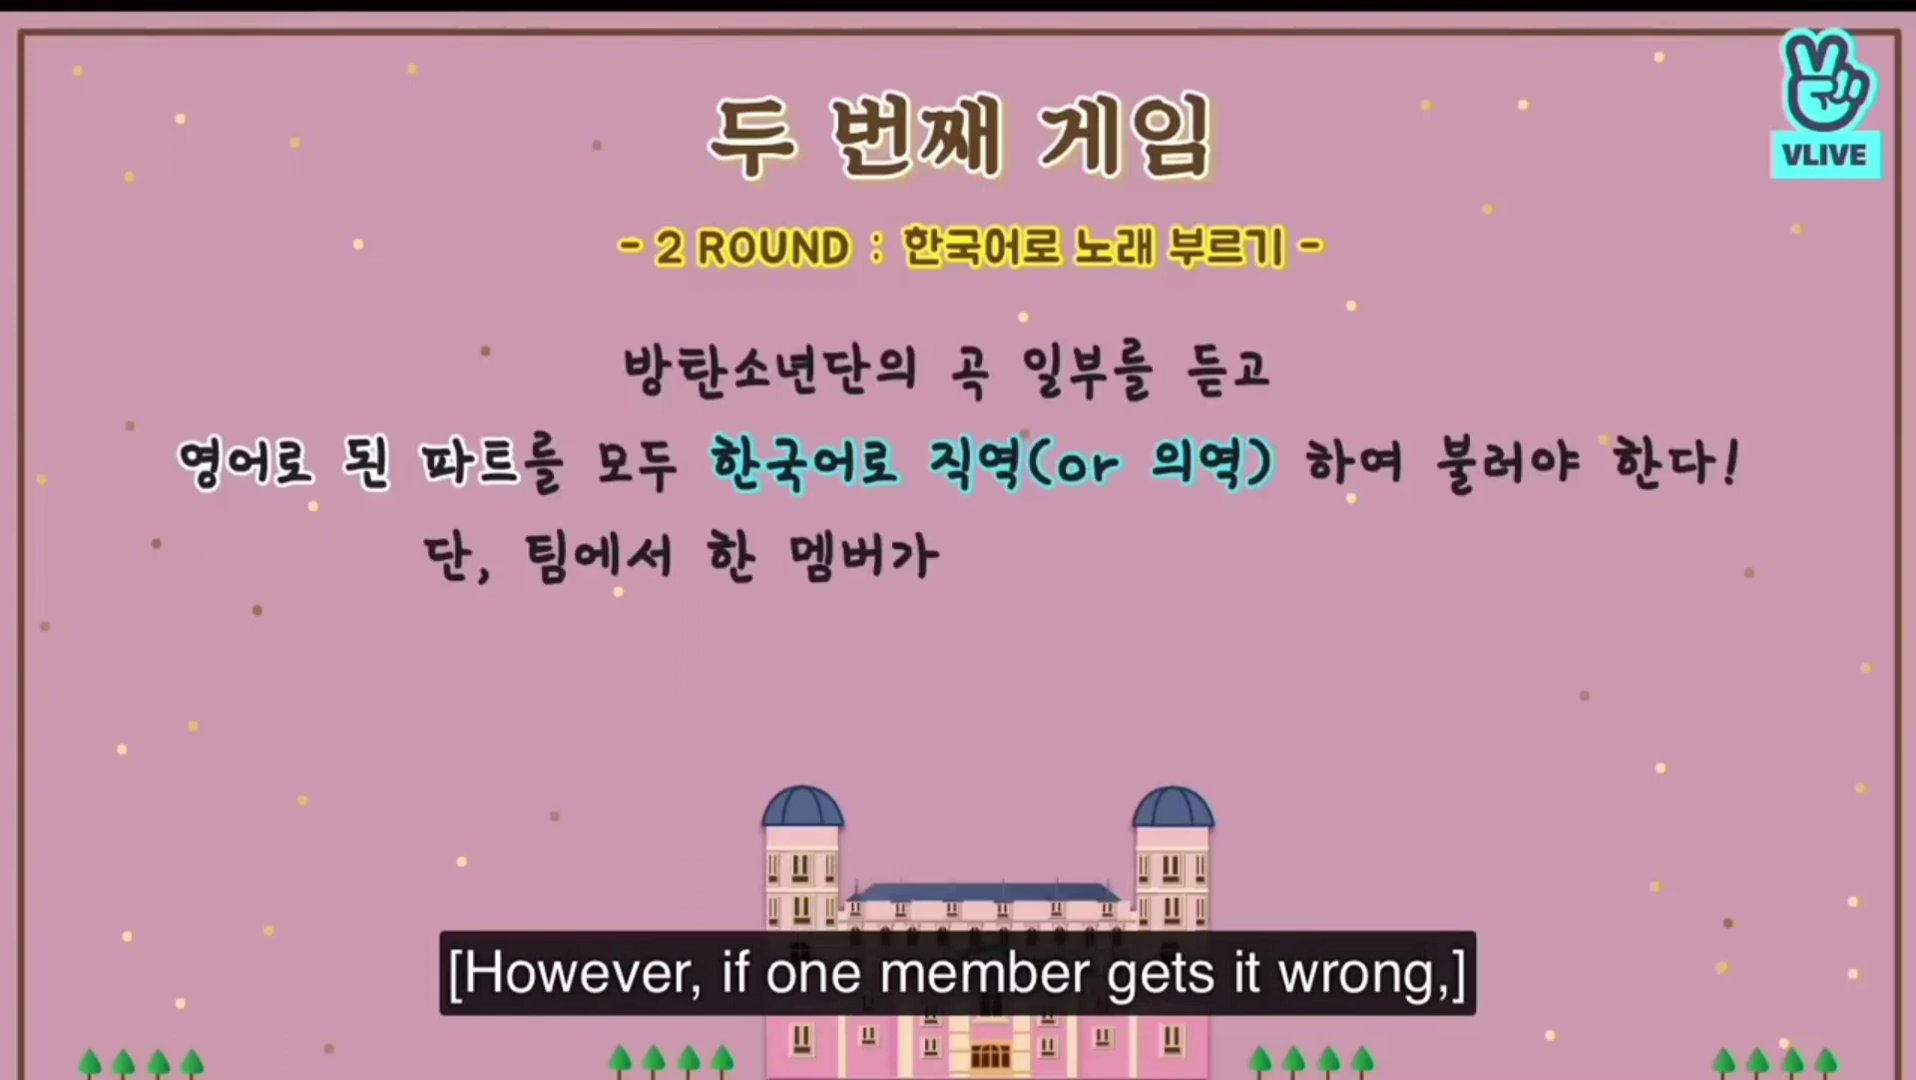 두 번째 게임
VLIVE
- 2 ROUND : 한국어로 노래 부르기 -
방탄소년단의 곡 일부를 듣고
영어로 된 파트를 모두 한국어로 직역(or 의역) 하여 불러야 한다!
단, 팀에서 한 멤버가
[However, if one member gets it wrong,]